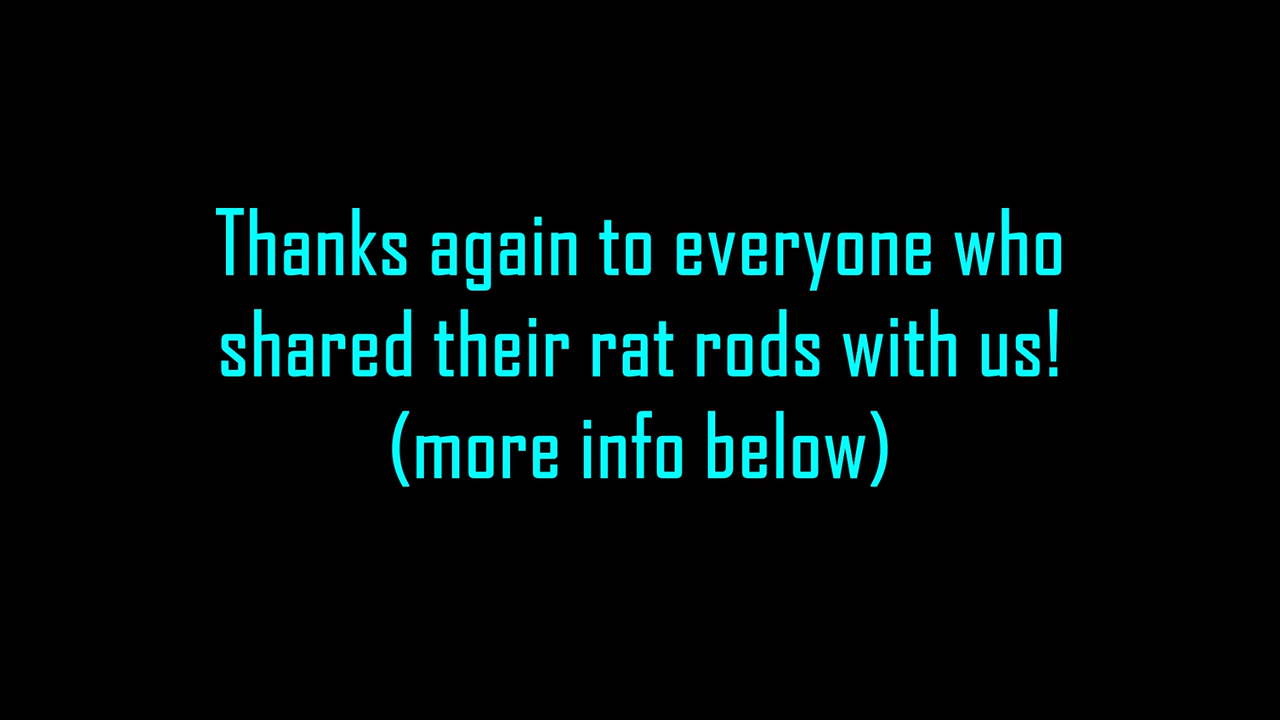 Thanks again to everyone who
shared their rat rods with us!
(more info below)